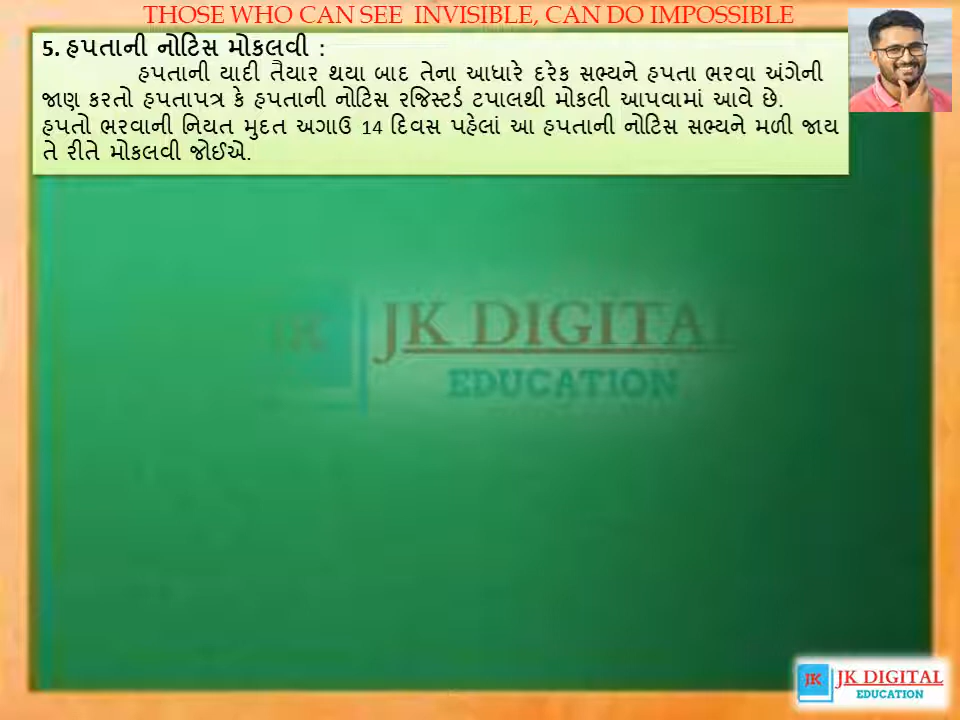 THOSE WHO CAN SEE INVISIBLE, CAN DO IMPOSSIBLE
5. હપતાની નોટિસ મોકલવી :
હપતાની યાદી તૈયાર થયા બાદ તેના આધારે દરેક સભ્યને હપતા ભરવા અંગેની
જાણ કરતો હપતાપત્ર કે હપતાની નોટિસ રજિસ્ટર્ડ ટપાલથી મોકલી આપવામાં આવે છે.
હપતો ભરવાની નિયત મુદત અગાઉ 14 દિવસ પહેલાં આ હપતાની નોટિસ સભ્યને મળી જાય
તે રીતે મોકલવી જોઈએ.
JK
JK DIGITAL
EDUCATION
JK
JK DIGITAL
EDUCATION